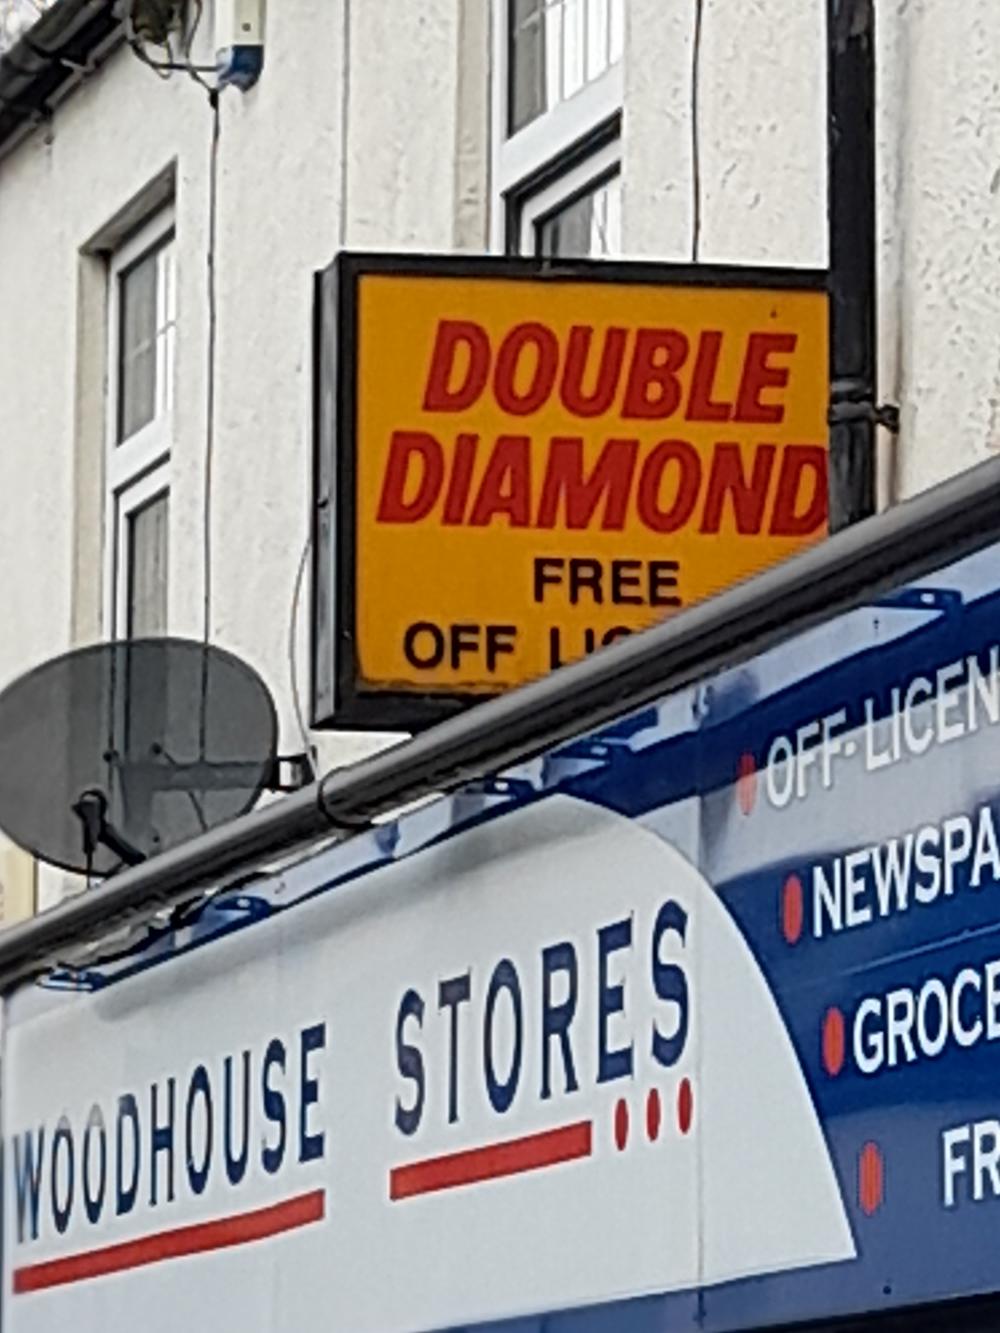 DOUBLE
DIAMOND
FREE
OFF
WOODHOUSE STORES
OFF-LICEN
NEWSPA
GROCE
FR